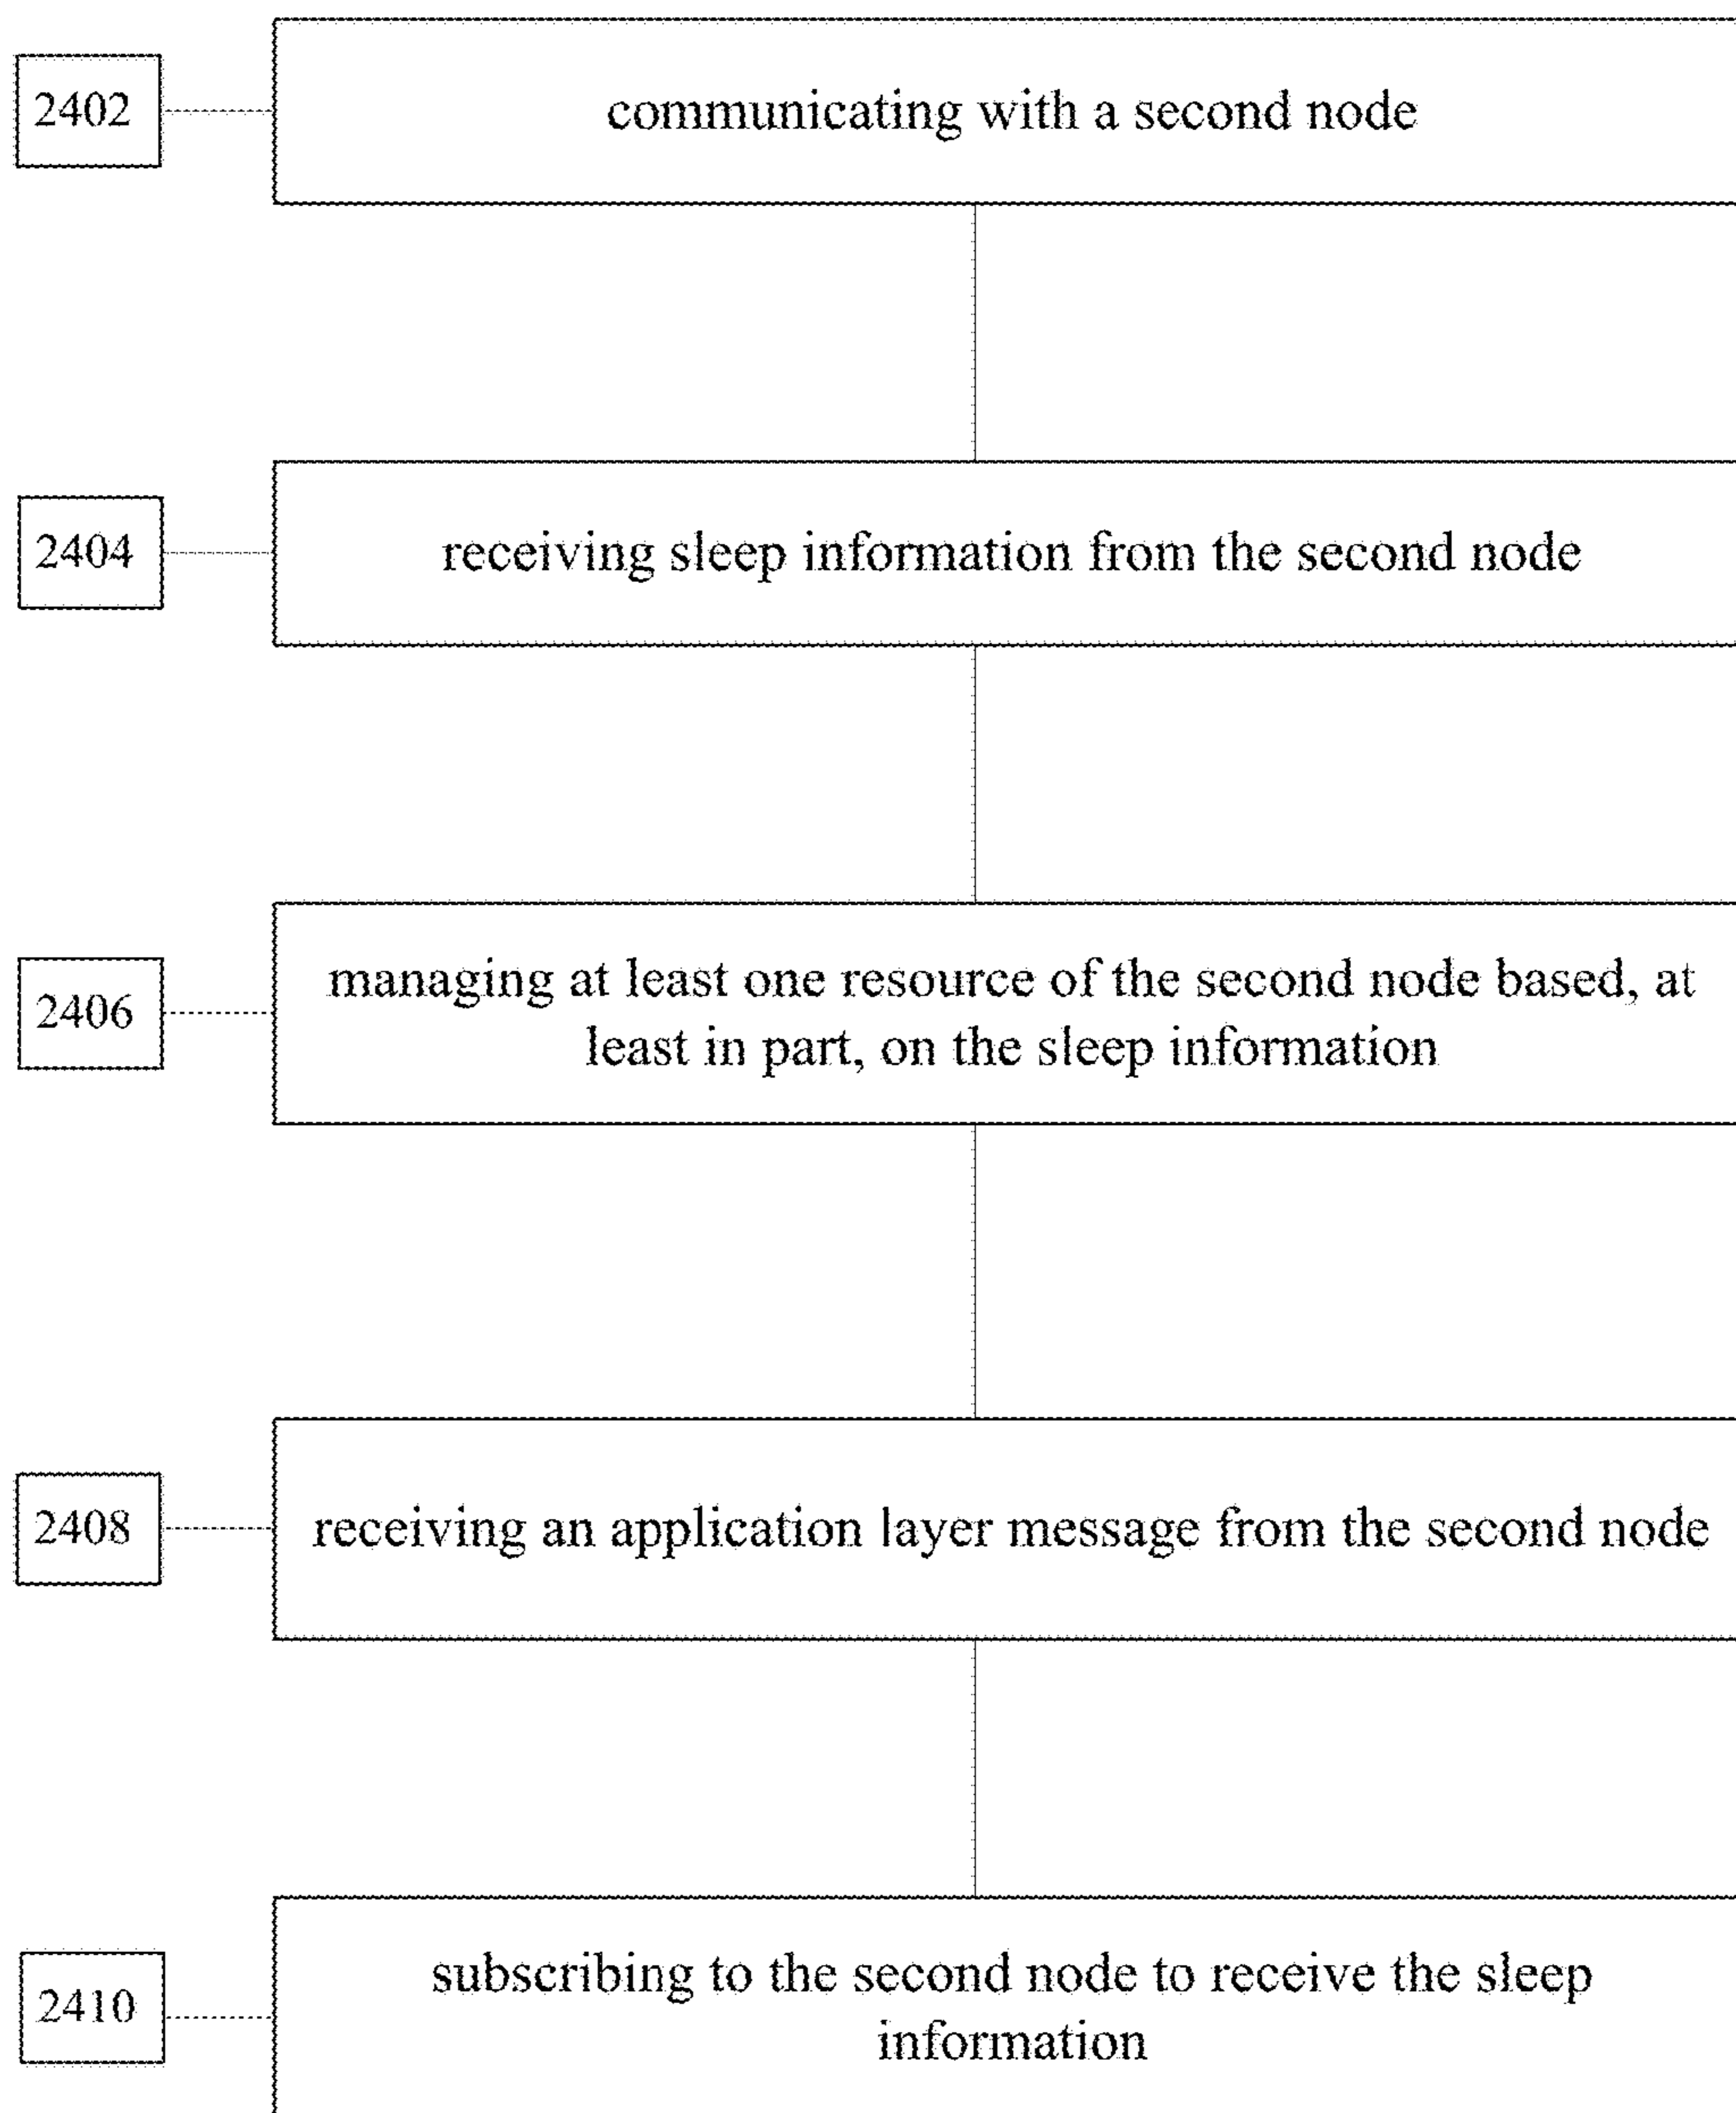 2402
communicating with a second node
2404
receiving sleep information from the second node
2406
managing at least one resource of the second node based, at
least in part, on the sleep information
2408
receiving an application layer message from the second node
2410
subscribing to the second node to receive the sleep
information